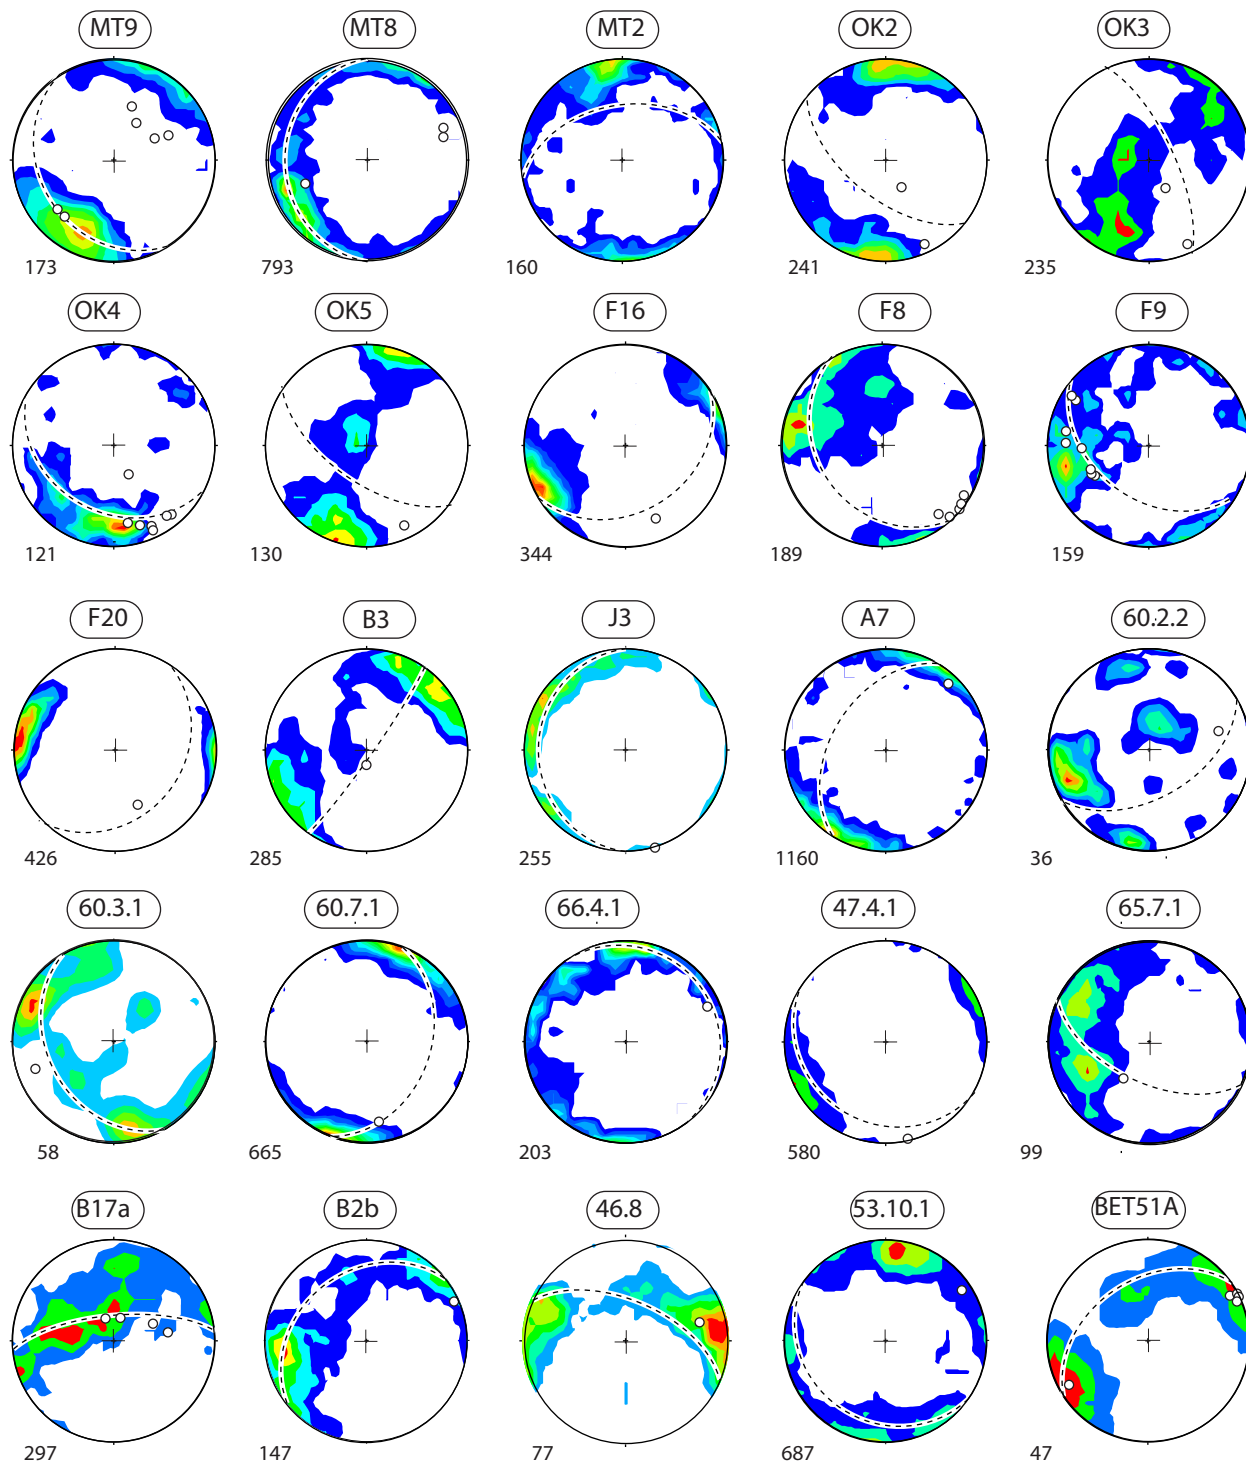 MT9 MT8 MT2 OK2 OK3
173 793 160 241 235
OK4 OK5 F16 F8 F9
121 130 344 189 159
F20 B3 J3 A7 60.2.2
426 285 255 1160 36
60.3.1 60.7.1 66.4.1 47.4.1 65.7.1
58 665 203 580 99
B17a B2b 46.8 53.10.1 BET51A
297 147 77 687 47